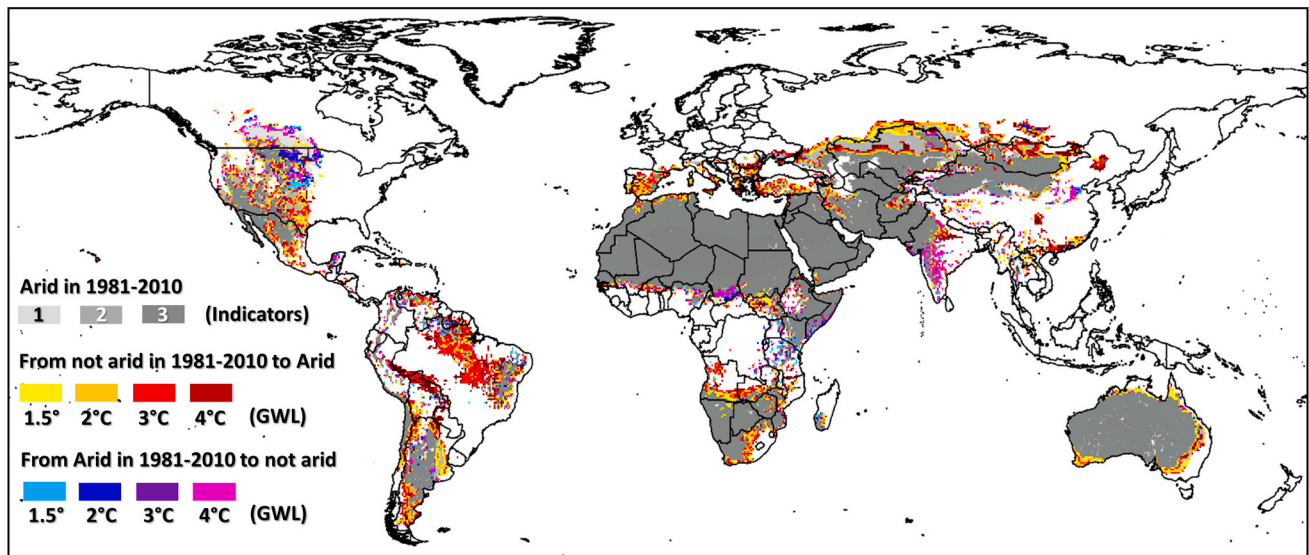 Arid in 1981-2010
1 2 3 (Indicators)
From not arid in 1981-2010 to Arid
1.5° 2°C 3°C 4°C (GWL)
From Arid in 1981-2010 to not arid
1.5° 2°C 3°C 4°C (GWL)